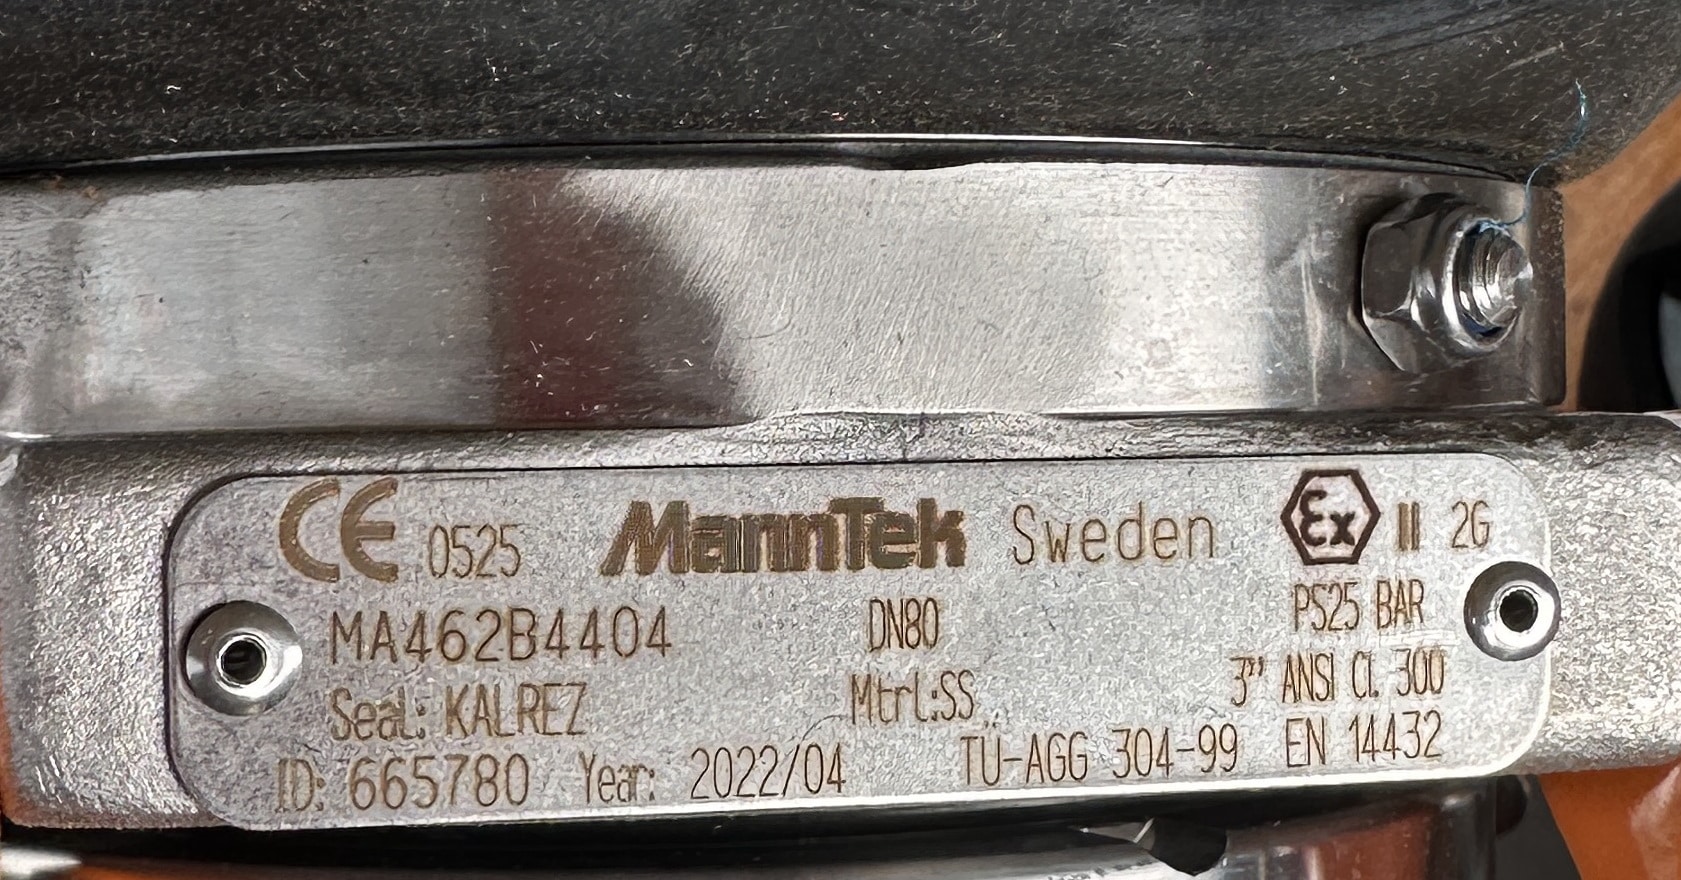 CE 0525 MannTek Sweden Ex II 2G
MA462B4404 DN80 PS25 BAR
Seal: KALREZ Mtrl:SS 3" ANSI Cl. 300
ID: 665780 Year: 2022/04 TÜ-AGG 304-99 EN 14432